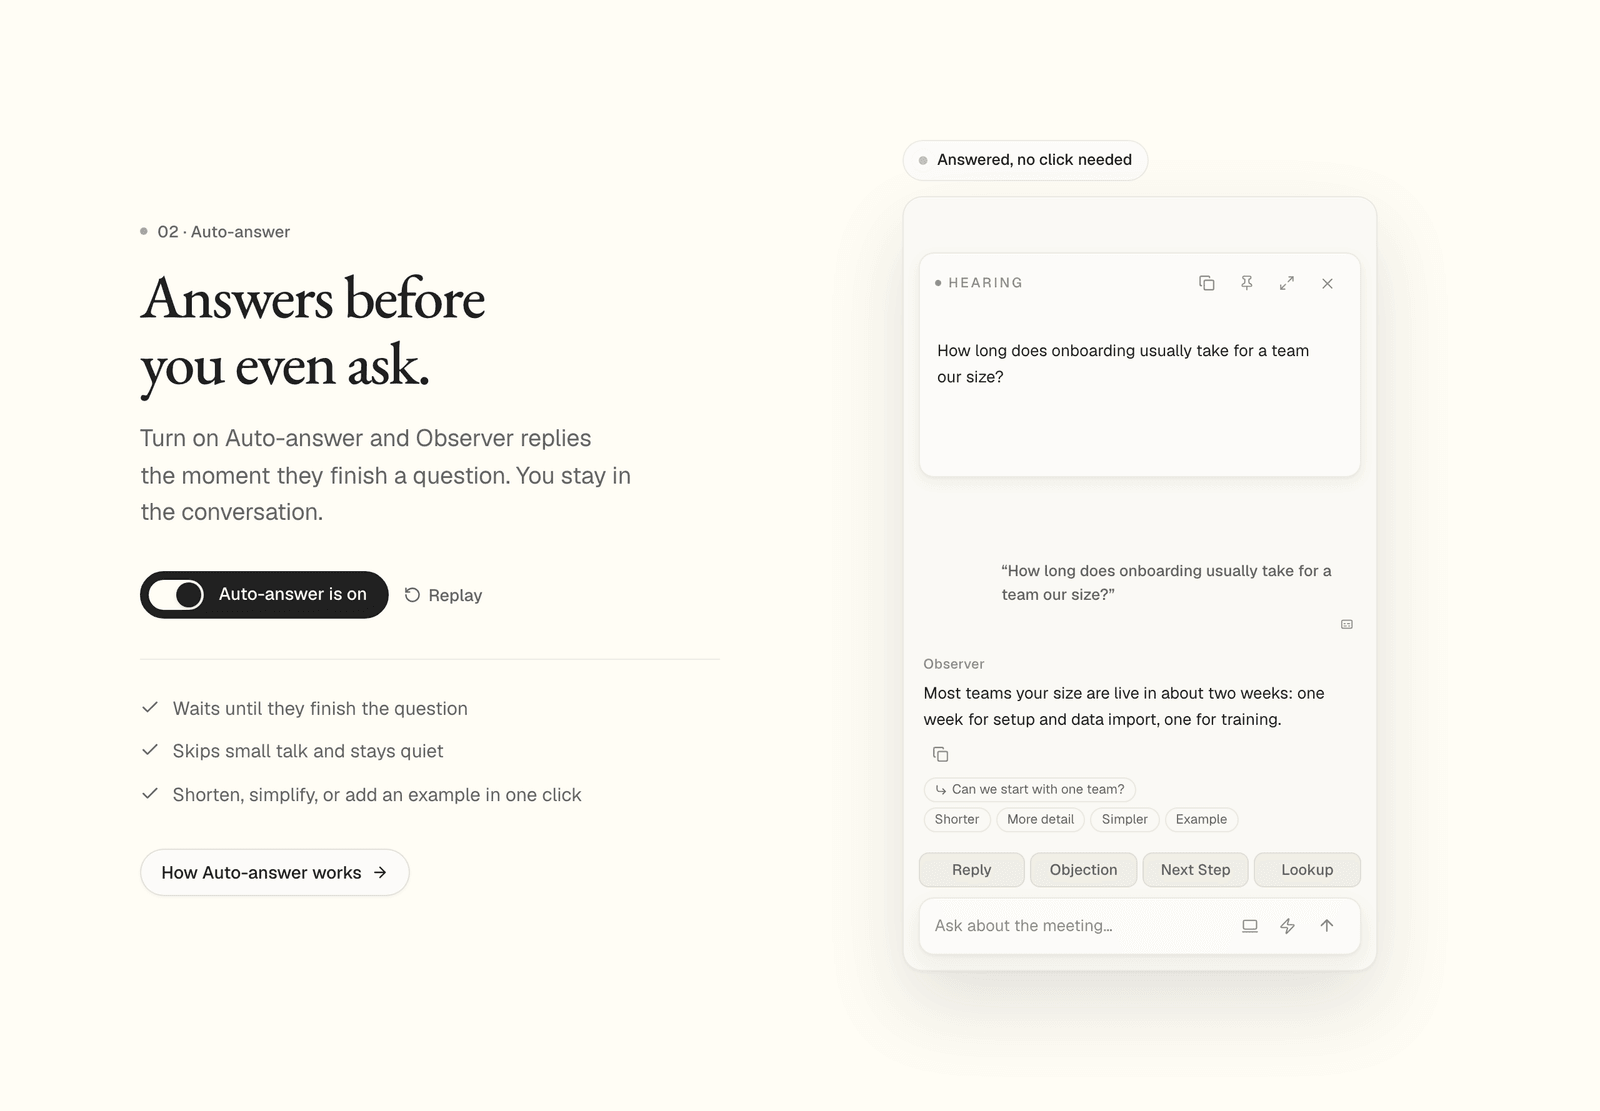 02 · Auto-answer
Answers before
you even ask.
Turn on Auto-answer and Observer replies
the moment they finish a question. You stay in
the conversation.
Auto-answer is on
Replay
Waits until they finish the question
Skips small talk and stays quiet
Shorten, simplify, or add an example in one click
How Auto-answer works
Answered, no click needed
HEARING
How long does onboarding usually take for a team
our size?
“How long does onboarding usually take for a
team our size?”
Observer
Most teams your size are live in about two weeks: one
week for setup and data import, one for training.
Can we start with one team?
Shorter
More detail
Simpler
Example
Reply
Objection
Next Step
Lookup
Ask about the meeting…